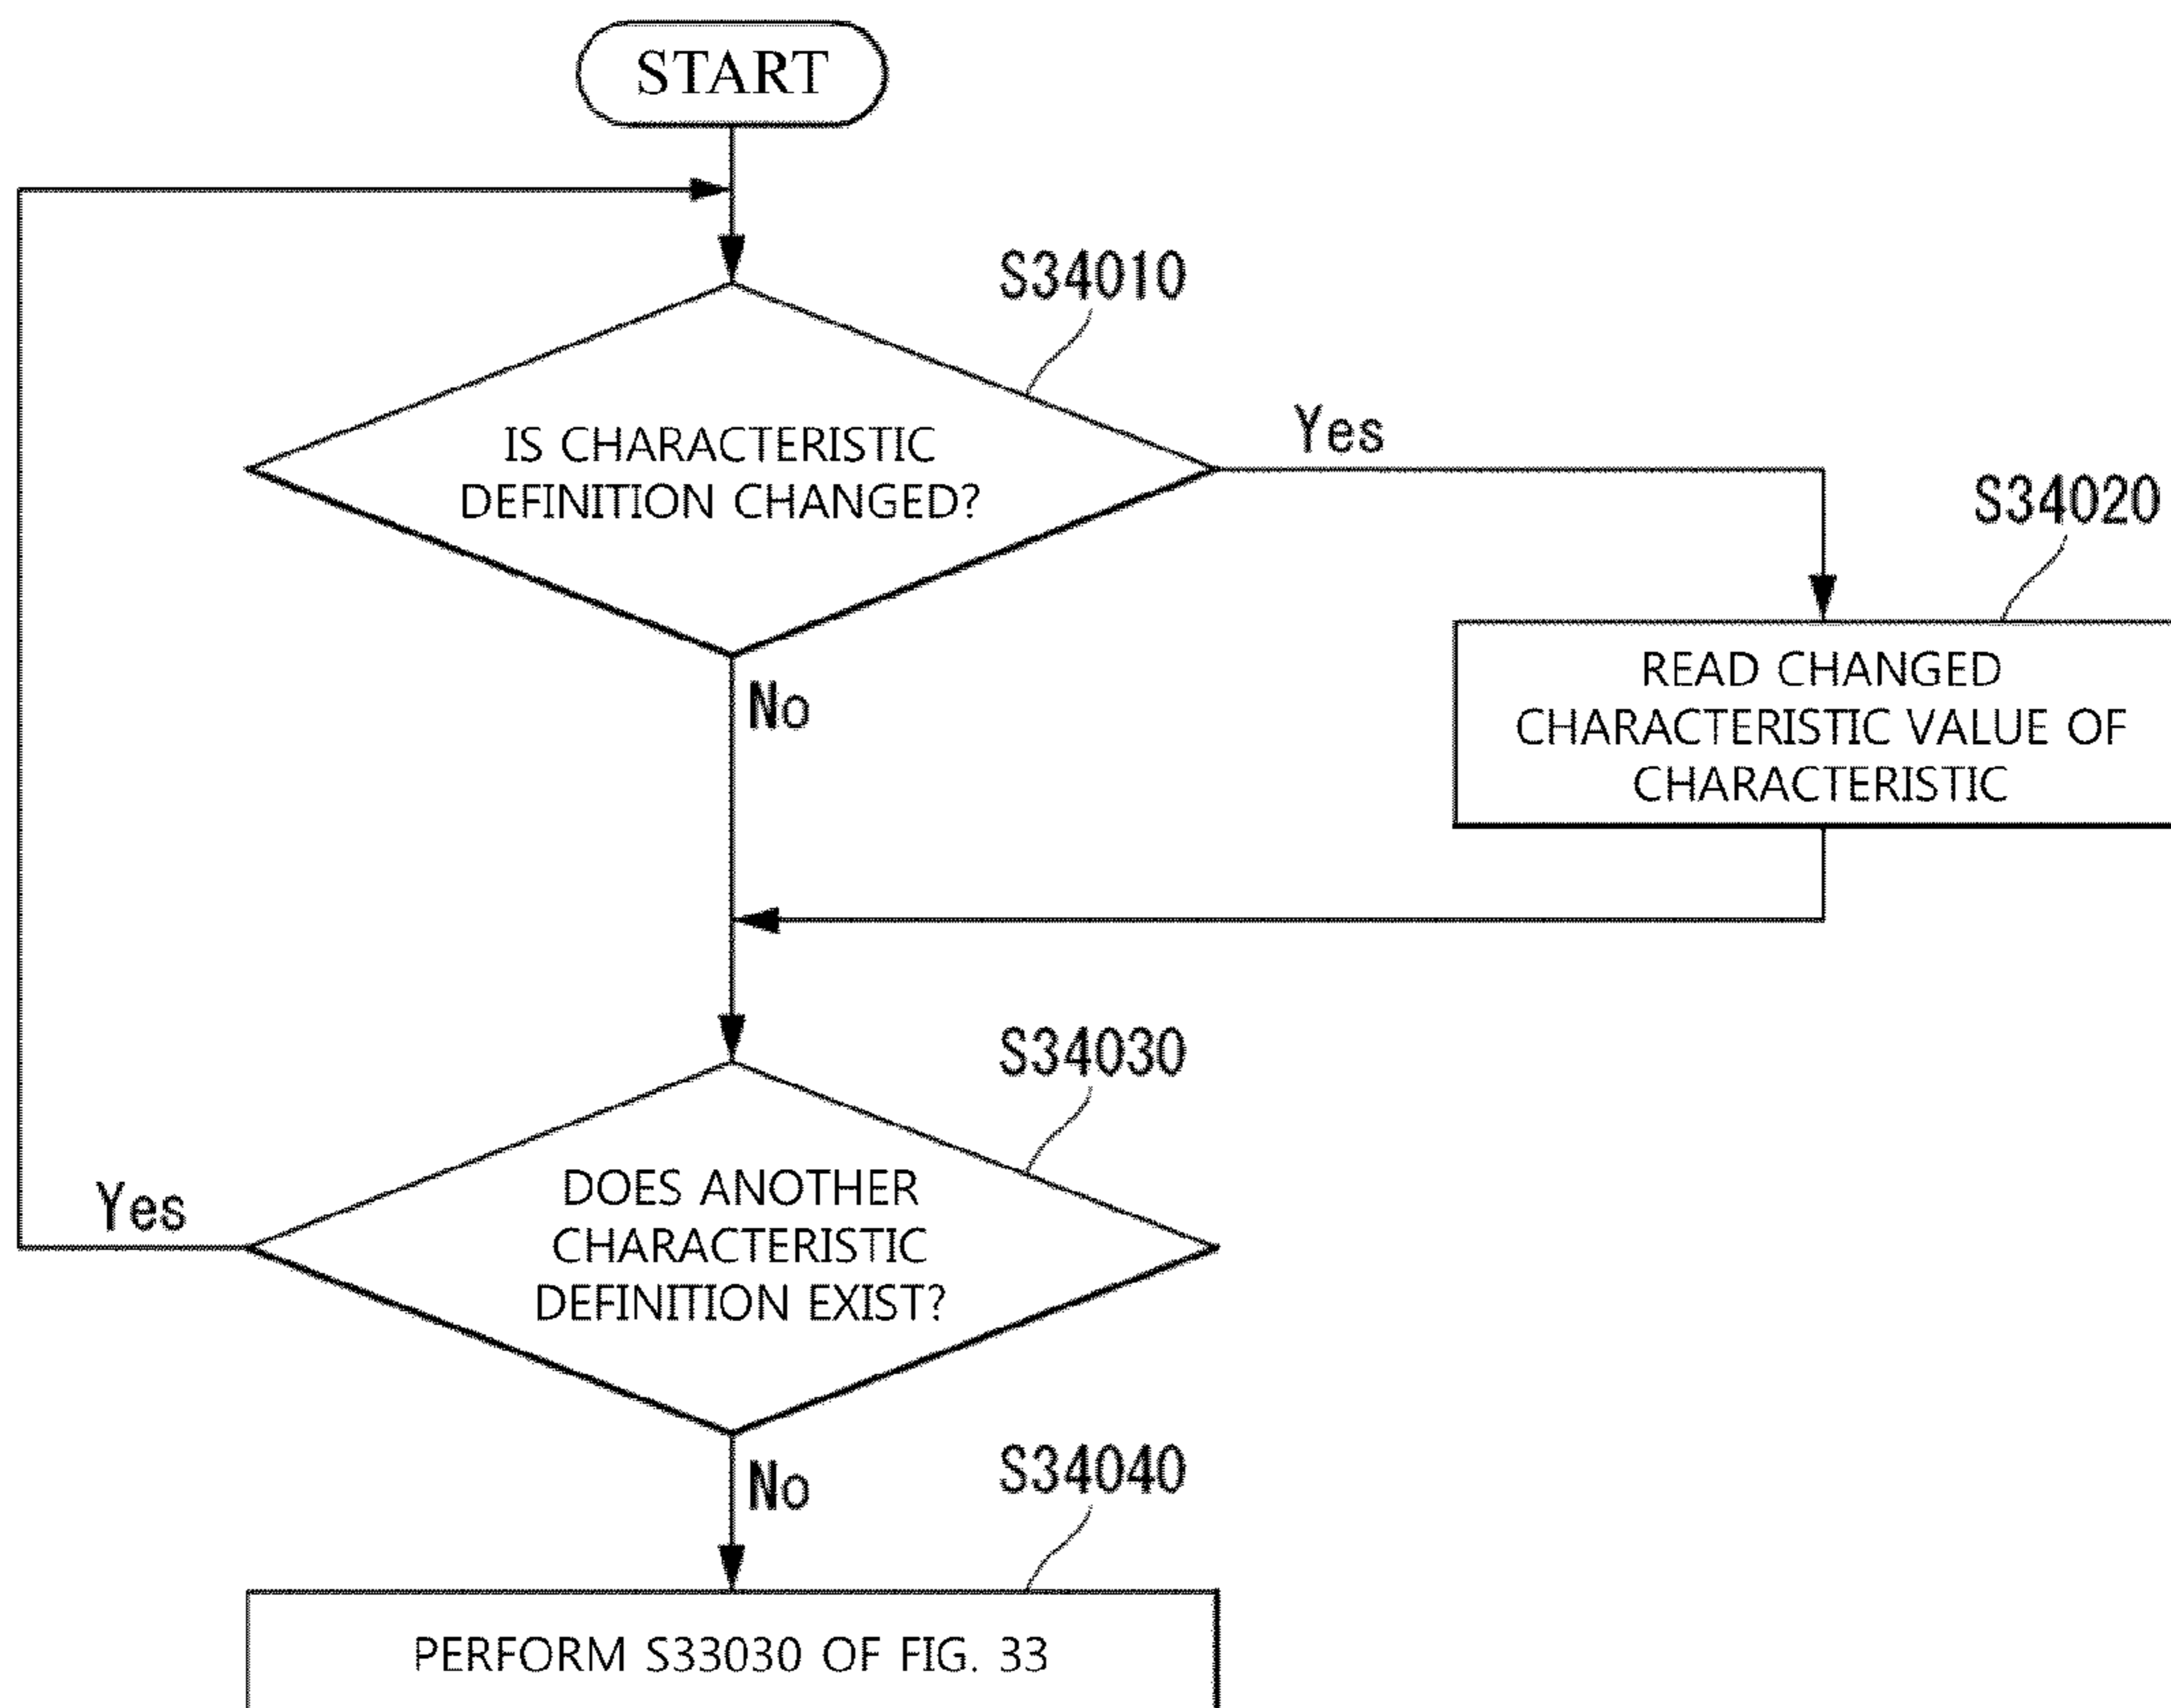 START
S34010
IS CHARACTERISTIC
DEFINITION CHANGED?
Yes
S34020
READ CHANGED
CHARACTERISTIC VALUE OF
CHARACTERISTIC
No
S34030
DOES ANOTHER
CHARACTERISTIC
DEFINITION EXIST?
Yes
No
S34040
PERFORM S33030 OF FIG. 33